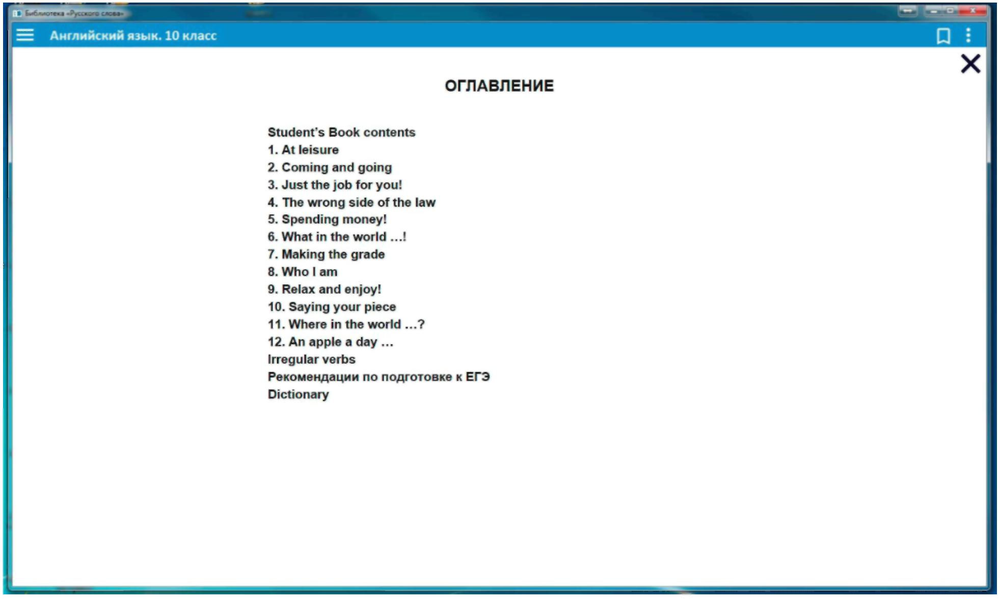 Библиотека «Русского слова»
Английский язык. 10 класс
ОГЛАВЛЕНИЕ
Student’s Book contents
1. At leisure
2. Coming and going
3. Just the job for you!
4. The wrong side of the law
5. Spending money!
6. What in the world …!
7. Making the grade
8. Who I am
9. Relax and enjoy!
10. Saying your piece
11. Where in the world …?
12. An apple a day …
Irregular verbs
Рекомендации по подготовке к ЕГЭ
Dictionary